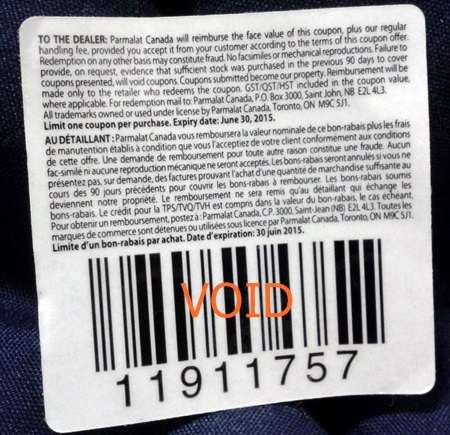 TO THE DEALER: Parmalat Canada will reimburse the face value of this coupon, plus our regular
handling fee, provided you accept it from your customer according to the terms of this coupon offer.
Redemption on any other basis may constitute fraud. No facsimiles or mechanical reproductions. Failure to
provide, on request, evidence that sufficient stock was purchased in the previous 90 days to cover
coupons presented, will void coupons. Coupons submitted become our property. Reimbursement will be
made only to the retailer who redeems the coupon. GST/QST/HST included in the coupon value,
where applicable. For redemption mail to: Parmalat Canada, P.O. Box 3000, Saint John, NB E2L 4L3.
All trademarks owned or used under license by Parmalat Canada, Toronto, ON M9C 5J1.
Limit one coupon per purchase. Expiry date: June 30, 2015.
AU DÉTAILLANT : Parmalat Canada vous remboursera la valeur nominale de ce bon-rabais plus les frais
de manutention établis à condition que vous l'acceptiez de votre client conformément aux conditions
de cette offre. Une demande de remboursement pour toute autre raison constitue une fraude. Aucun
fac-similé ni aucune reproduction mécanique ne seront acceptés. Les bons-rabais seront annulés si vous ne
présentez pas, sur demande, des factures prouvant l'achat d'une quantité de marchandise suffisante au
cours des 90 jours précédents pour couvrir les bons-rabais à rembourser. Les bons-rabais soumis
deviennent notre propriété. Le remboursement ne sera remis qu'au détaillant qui échange les
bons-rabais. Le crédit pour la TPS/TVQ/TVH est compris dans la valeur du bon-rabais, le cas échéant.
Pour obtenir un remboursement, postez à : Parmalat Canada, C.P. 3000, Saint-Jean (NB) E2L 4L3. Toutes les
marques de commerce sont détenues ou utilisées sous licence par Parmalat Canada, Toronto, ON M9C 5J1.
Limite d'un bon-rabais par achat. Date d'expiration: 30 juin 2015.
VOID
11911757